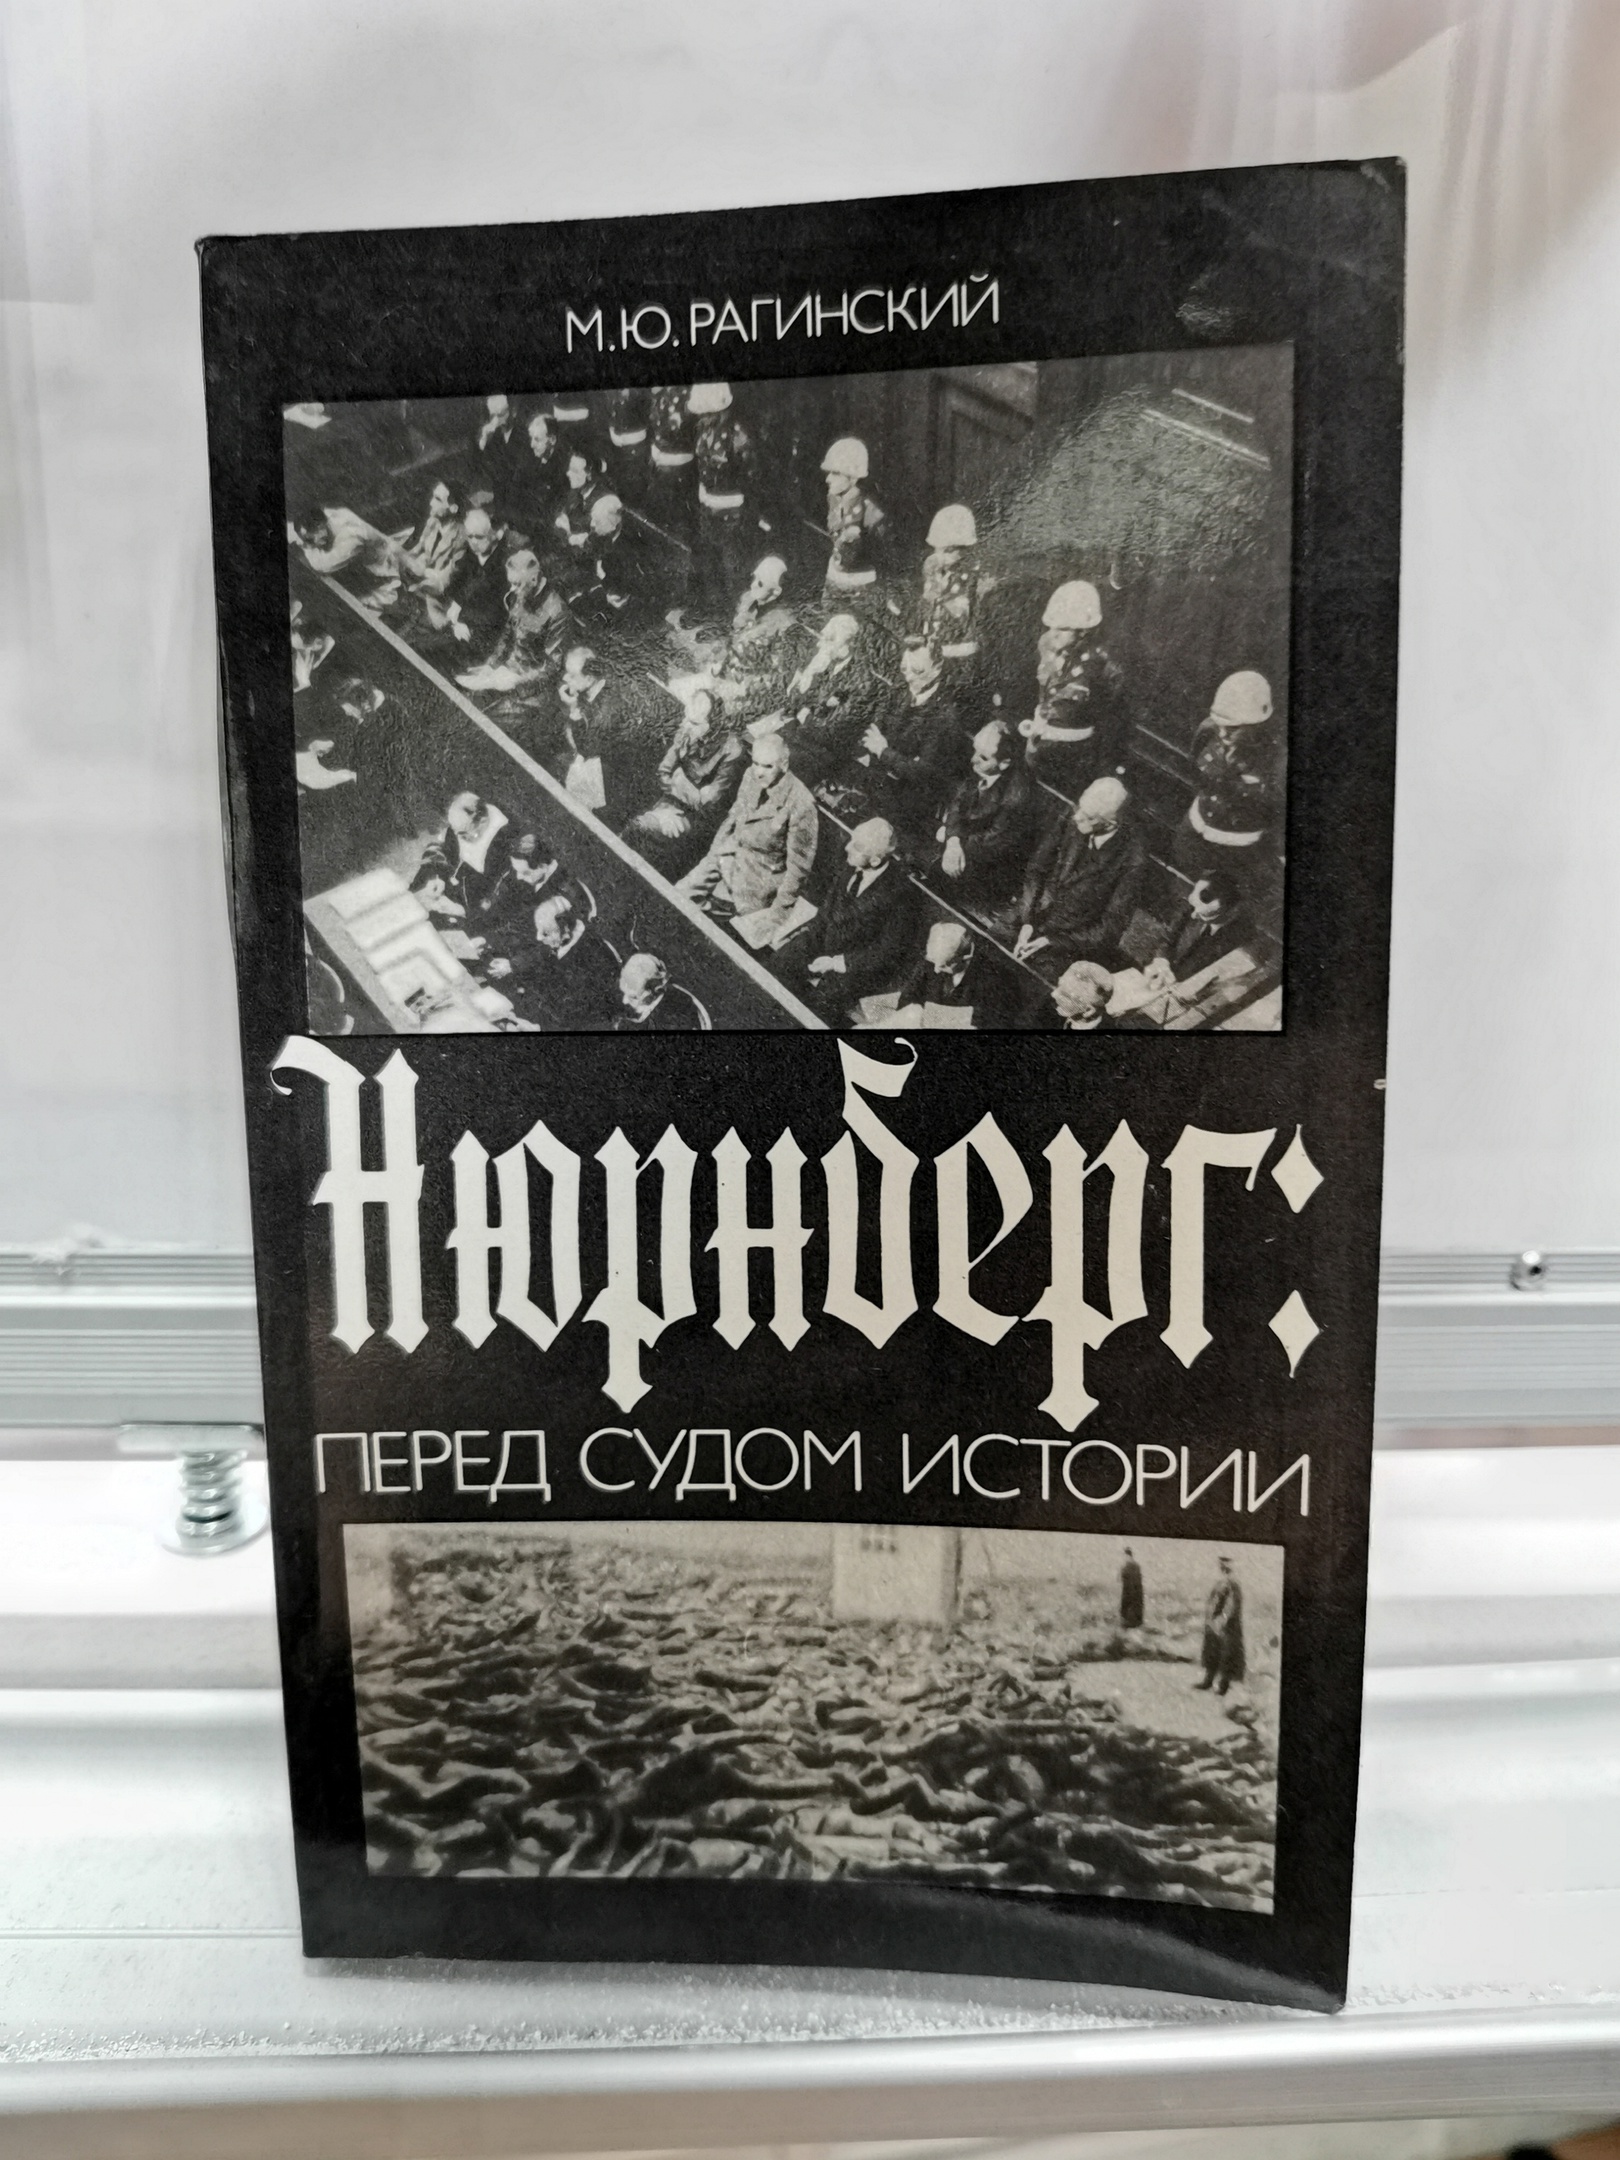 М.Ю.РАГИНСКИЙ
Нюрнберг:
ПЕРЕД СУДОМ ИСТОРИИ